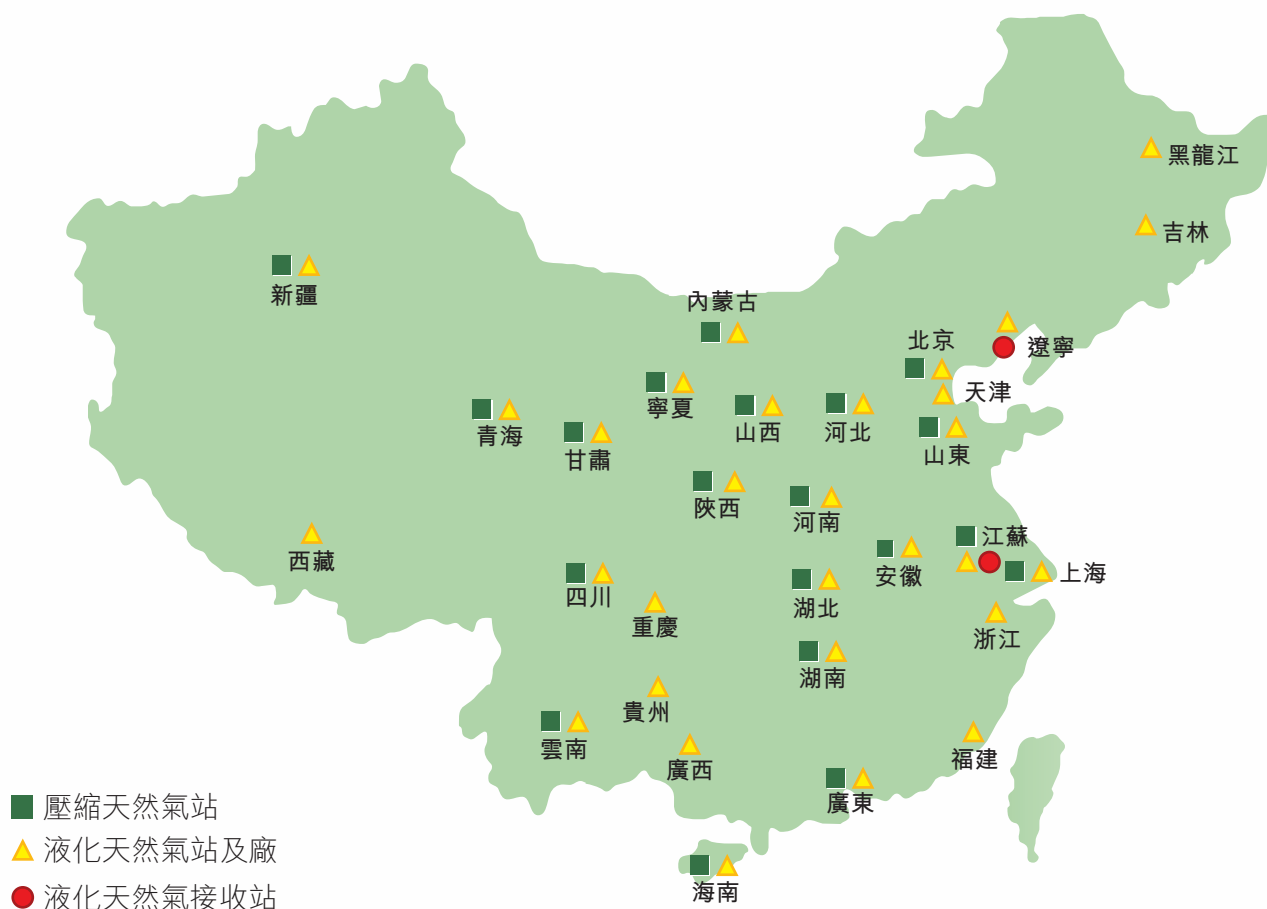 黑龍江
吉林
新疆
內蒙古
北京
遼寧
寧夏
天津
青海
甘肅
山西
河北
山東
陝西
河南
西藏
安徽
江蘇
上海
四川
重慶
湖北
浙江
湖南
貴州
雲南
廣西
福建
廣東
海南
壓縮天然氣站
液化天然氣站及廠
液化天然氣接收站